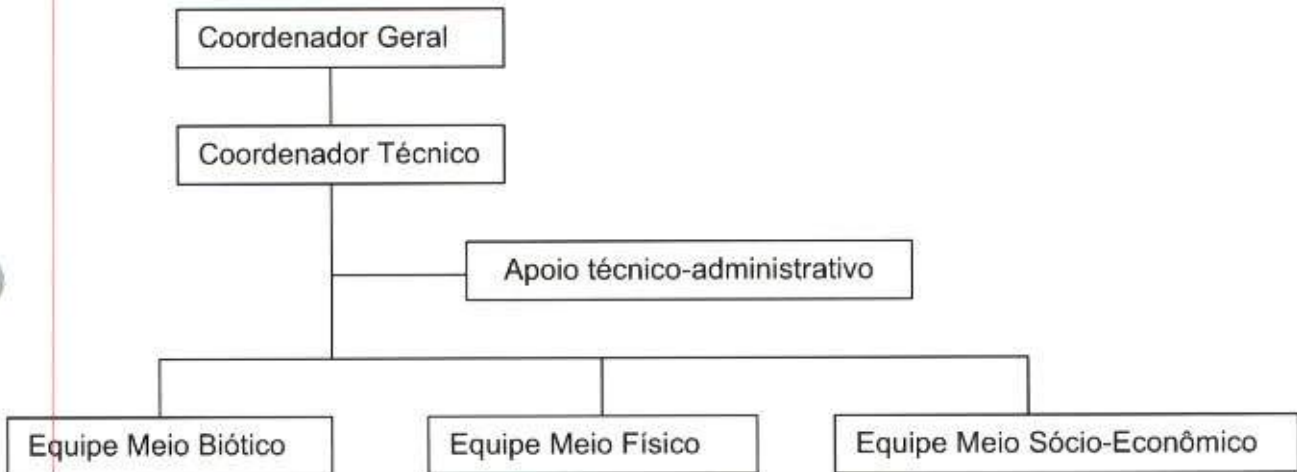 Coordenador Geral
Coordenador Técnico
Apoio técnico-administrativo
Equipe Meio Biótico
Equipe Meio Físico
Equipe Meio Sócio-Econômico